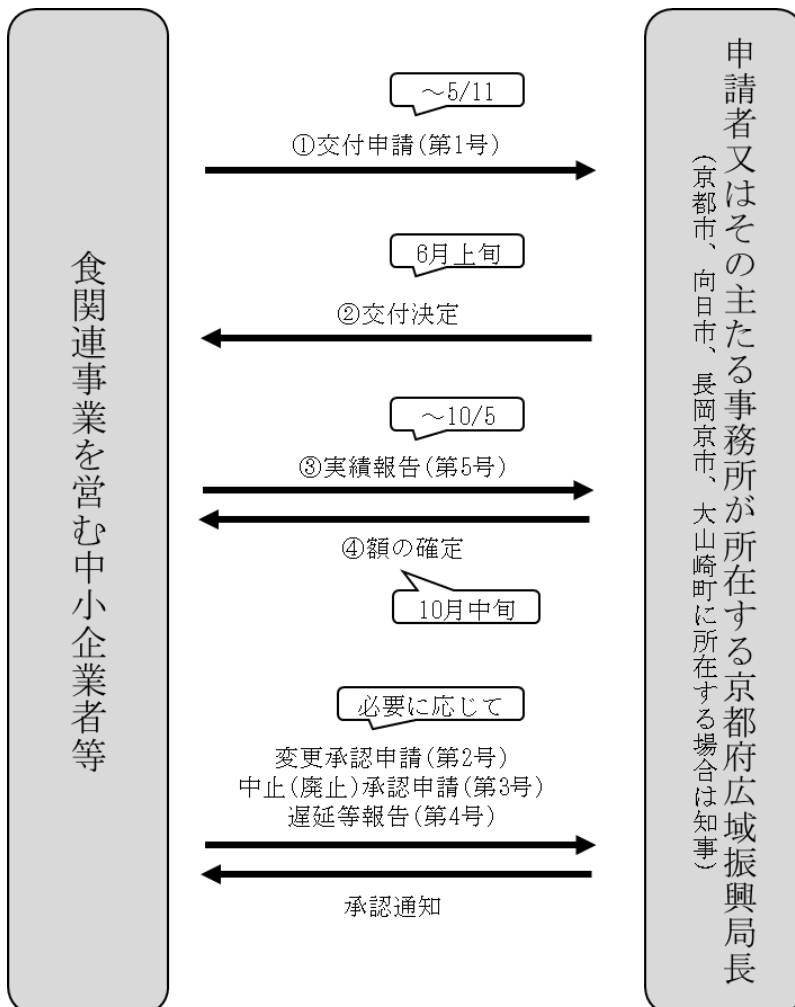 食関連事業を営む中小企業者等
～5/11
①交付申請(第1号)
6月上旬
②交付決定
～10/5
③実績報告(第5号)
④額の確定
10月中旬
必要に応じて
変更承認申請(第2号)
中止(廃止)承認申請(第3号)
遅延等報告(第4号)
承認通知
申請者又はその主たる事務所が所在する京都府広域振興局長
(京都市、向日市、長岡京市、大山崎町に所在する場合は知事)